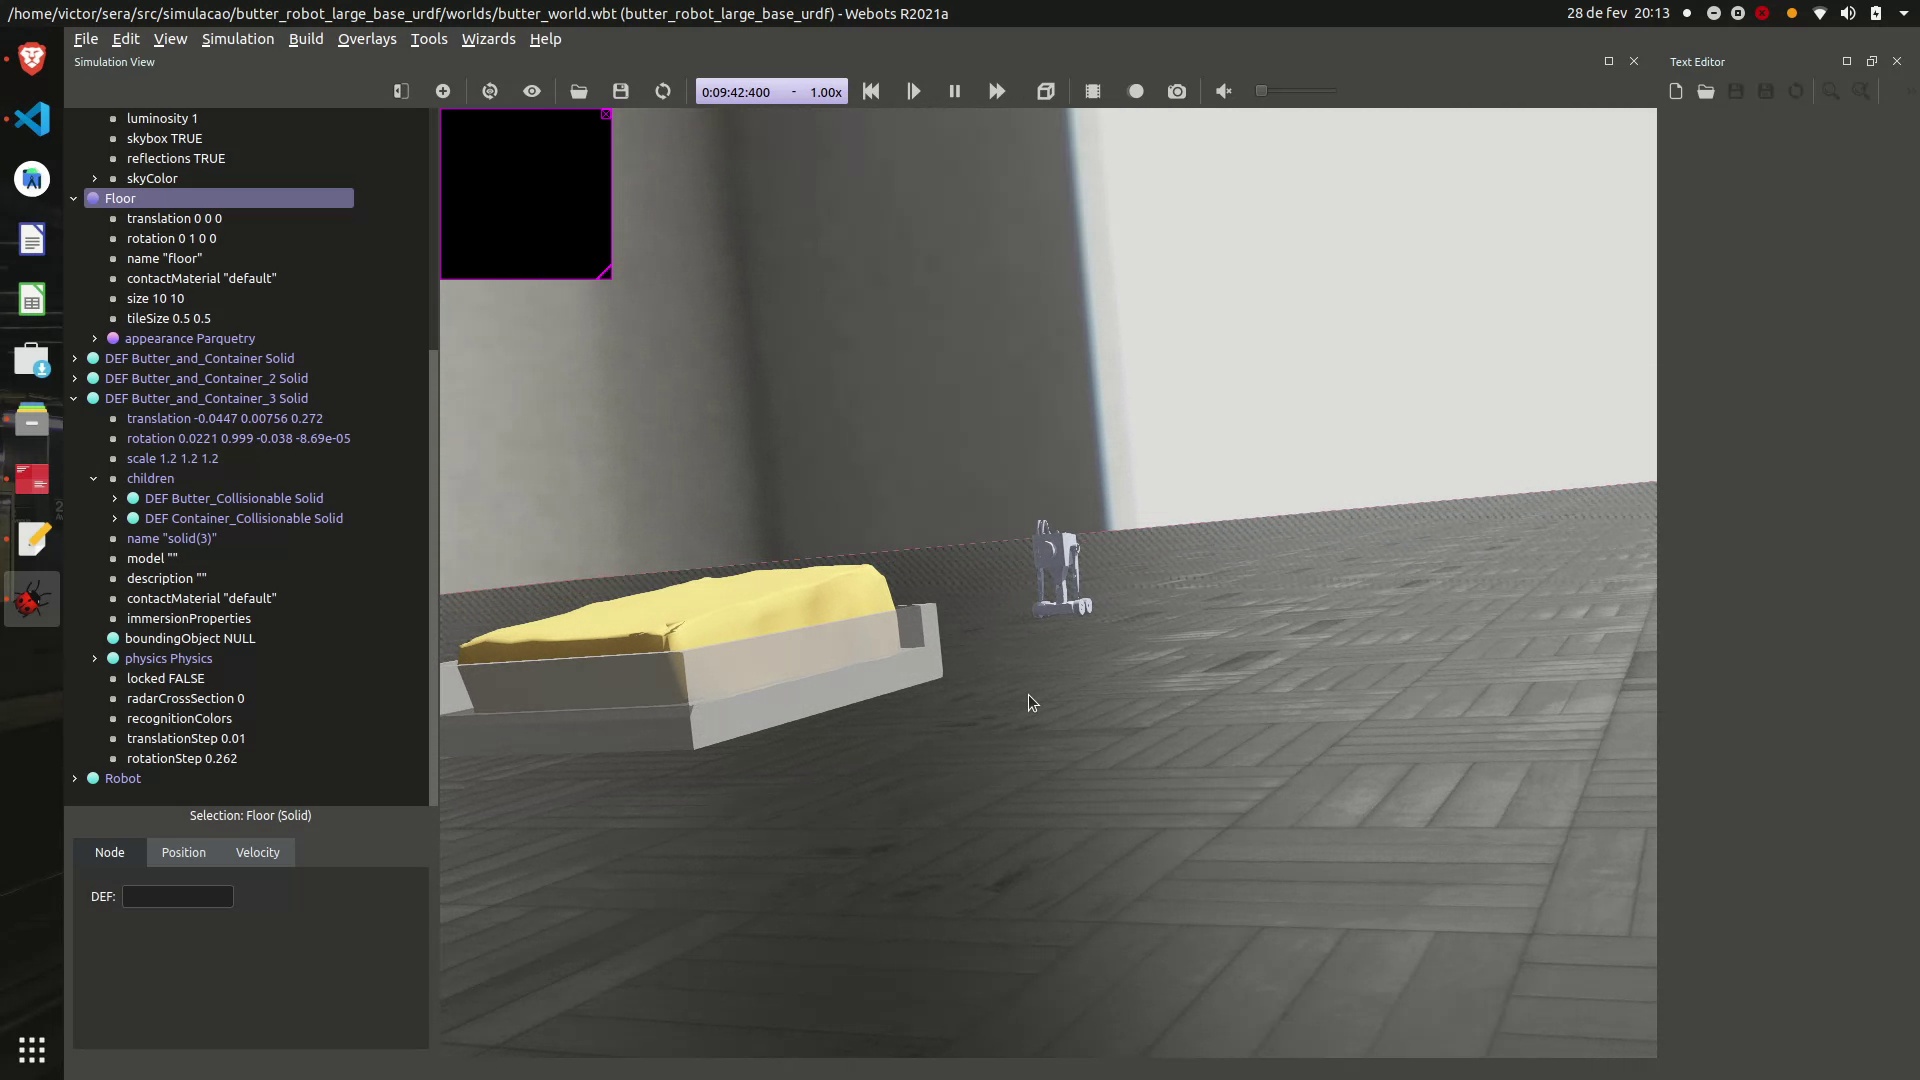 /home/victor/sera/src/simulacao/butter_robot_large_base_urdf/worlds/butter_world.wbt (butter_robot_large_base_urdf) - Webots R2021a
28 de fev 20:13
File Edit View Simulation Build Overlays Tools Wizards Help
Simulation View
Text Editor
0:09:42:400 - 1.00x
luminosity 1
skybox TRUE
reflections TRUE
skyColor
Floor
translation 0 0 0
rotation 0 1 0 0
name "floor"
contactMaterial "default"
size 10 10
tileSize 0.5 0.5
appearance Parquetry
DEF Butter_and_Container Solid
DEF Butter_and_Container_2 Solid
DEF Butter_and_Container_3 Solid
translation -0.0447 0.00756 0.272
rotation 0.0221 0.999 -0.038 -8.69e-05
scale 1.2 1.2 1.2
children
DEF Butter_Collisionable Solid
DEF Container_Collisionable Solid
name "solid(3)"
model ""
description ""
contactMaterial "default"
immersionProperties
boundingObject NULL
physics Physics
locked FALSE
radarCrossSection 0
recognitionColors
translationStep 0.01
rotationStep 0.262
Robot
Selection: Floor (Solid)
Node Position Velocity
DEF: